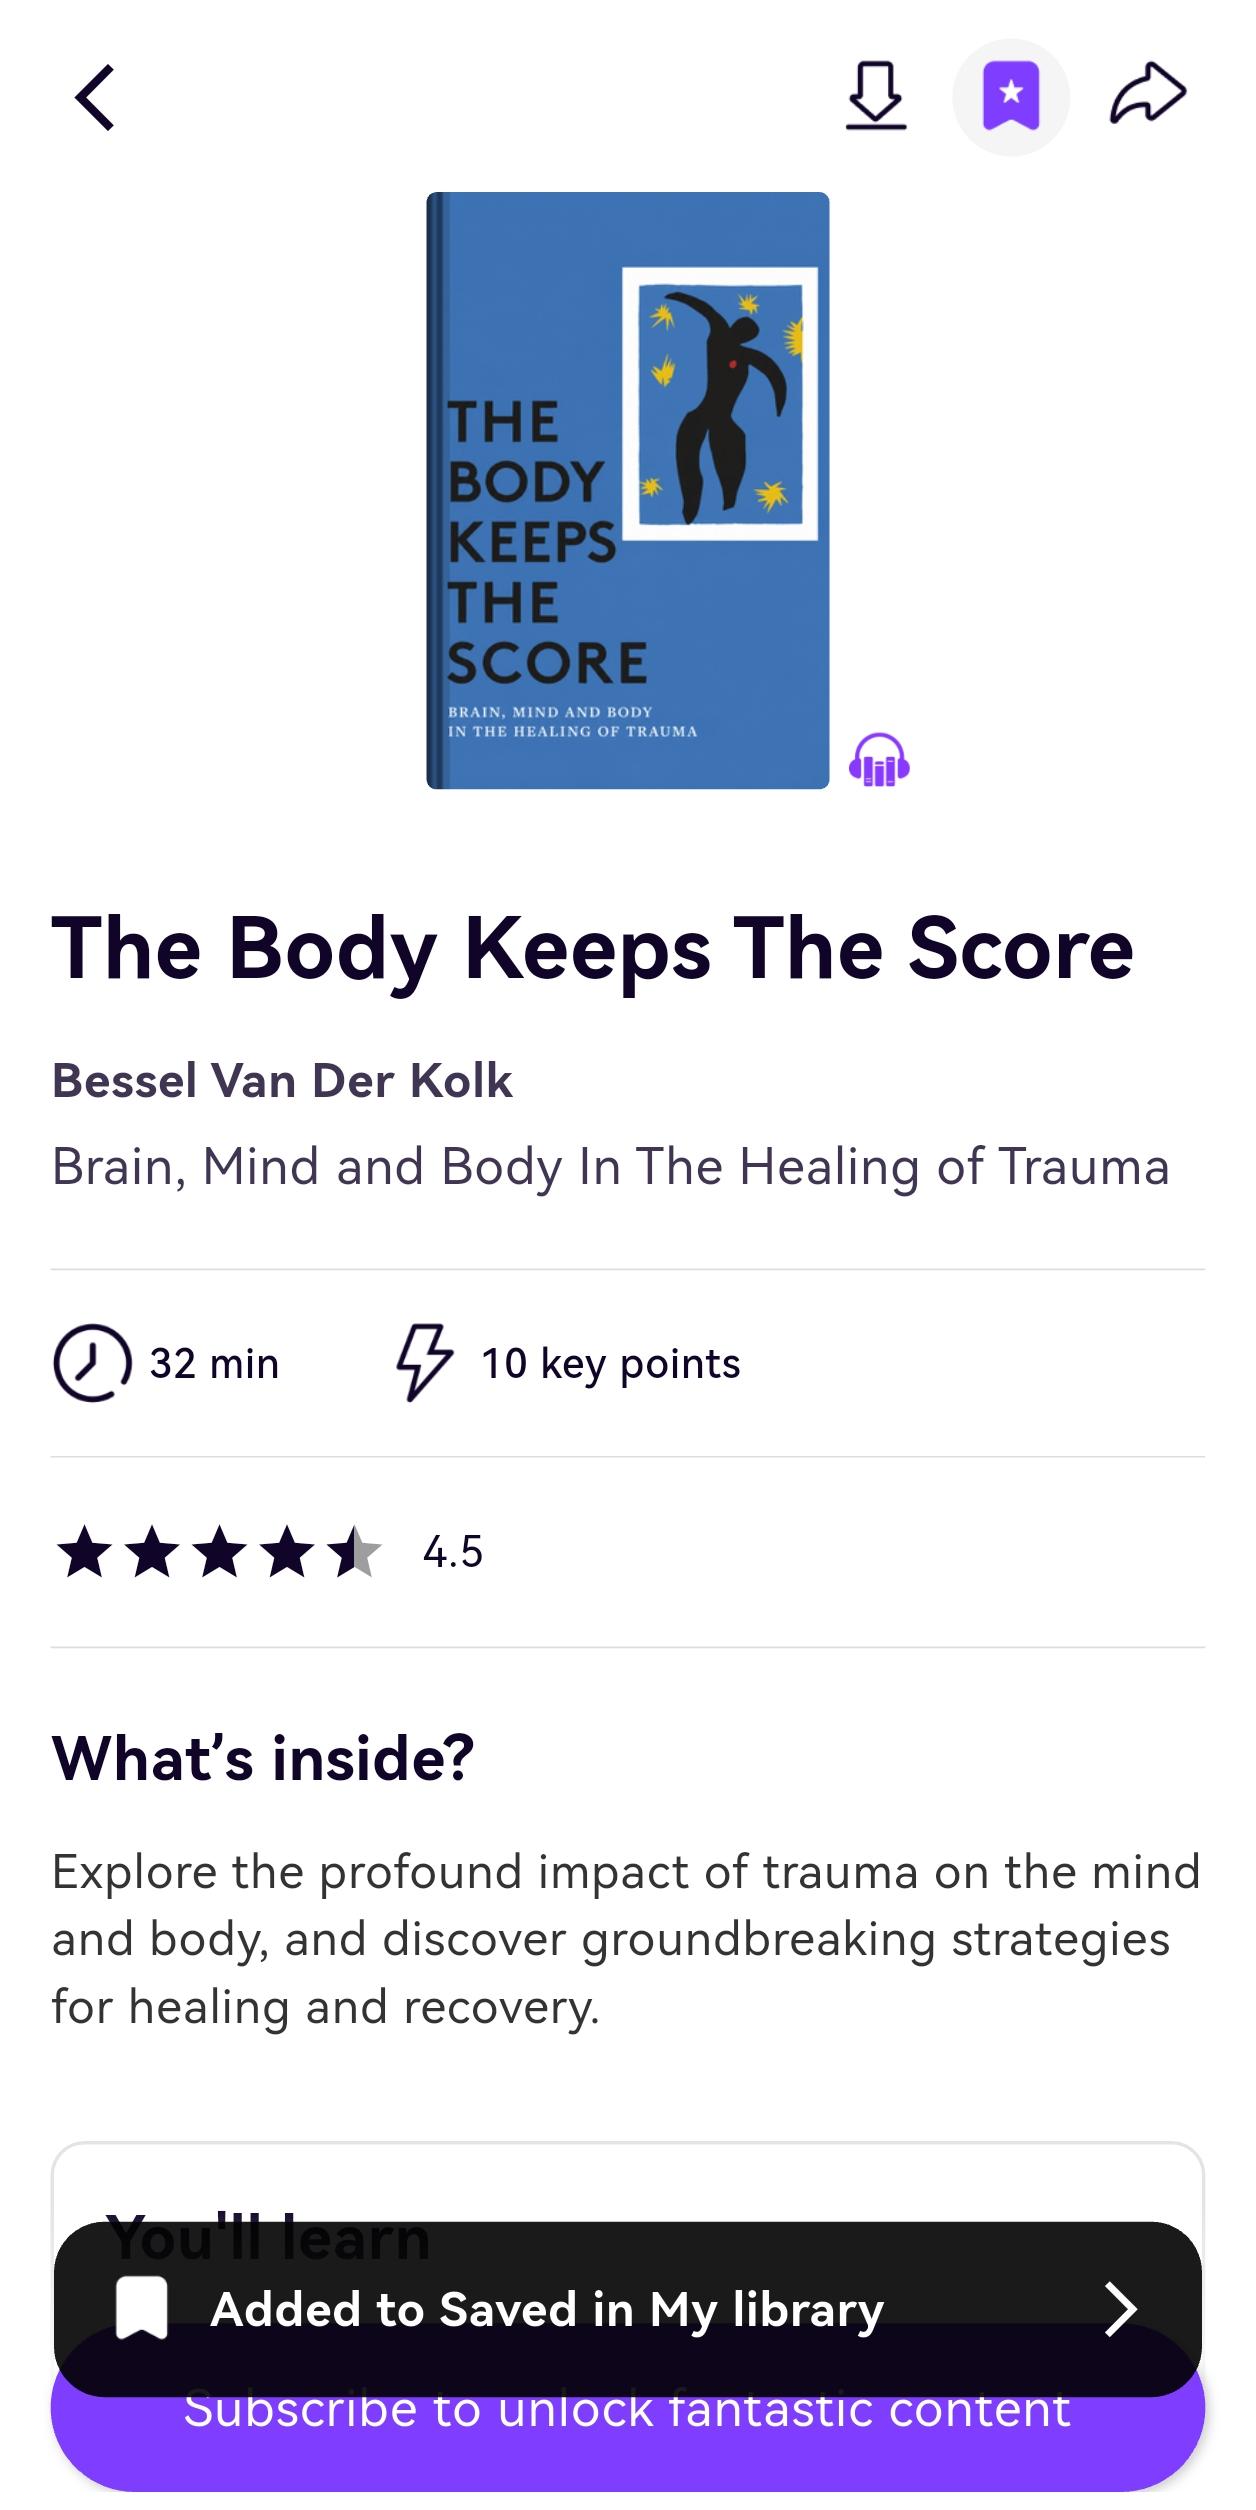 THE
BODY
KEEPS
THE
SCORE
BRAIN, MIND AND BODY
IN THE HEALING OF TRAUMA
The Body Keeps The Score
Bessel Van Der Kolk
Brain, Mind and Body In The Healing of Trauma
32 min
10 key points
4.5
What’s inside?
Explore the profound impact of trauma on the mind
and body, and discover groundbreaking strategies
for healing and recovery.
You'll learn
Added to Saved in My library
Subscribe to unlock fantastic content